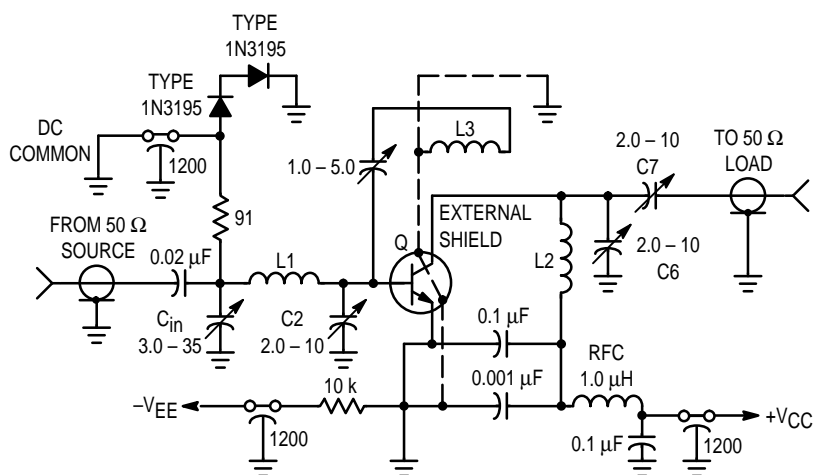 TYPE
1N3195
TYPE
1N3195
DC
COMMON
1200
1.0 – 5.0
L3
2.0 – 10
C7
TO 50 Ω
LOAD
91
FROM 50 Ω
SOURCE
0.02 µF
L1
Q
EXTERNAL
SHIELD
L2
2.0 – 10
C6
Cin
3.0 – 35
C2
2.0 – 10
0.1 µF
RFC
1.0 µH
10 k
0.001 µF
–VEE
+VCC
1200
0.1 µF
1200